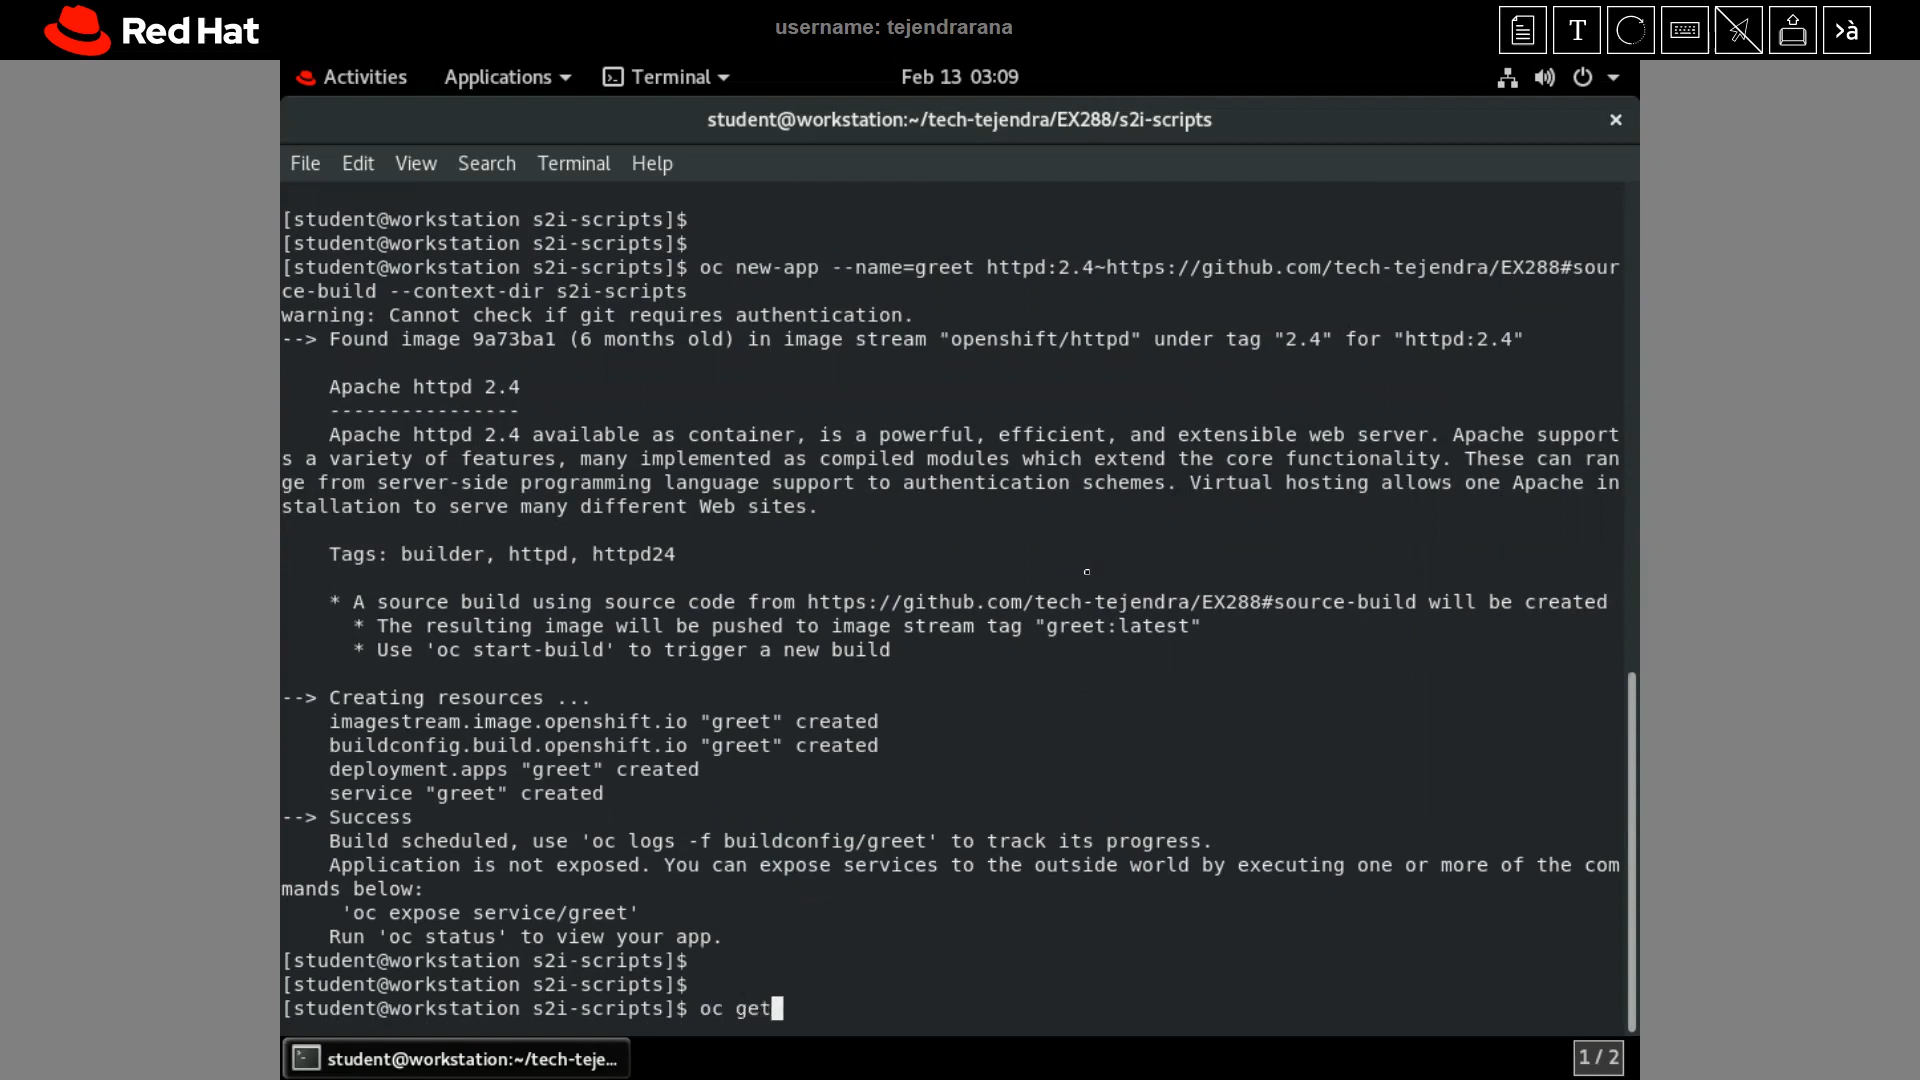 Red Hat
username: tejendrarana
T
>à
Activities Applications Terminal Feb 13 03:09
student@workstation:~/tech-tejendra/EX288/s2i-scripts ×
File Edit View Search Terminal Help
[student@workstation s2i-scripts]$
[student@workstation s2i-scripts]$
[student@workstation s2i-scripts]$ oc new-app --name=greet httpd:2.4~https://github.com/tech-tejendra/EX288#sour
ce-build --context-dir s2i-scripts
warning: Cannot check if git requires authentication.
--> Found image 9a73ba1 (6 months old) in image stream "openshift/httpd" under tag "2.4" for "httpd:2.4"
Apache httpd 2.4
----------------
Apache httpd 2.4 available as container, is a powerful, efficient, and extensible web server. Apache support
s a variety of features, many implemented as compiled modules which extend the core functionality. These can ran
ge from server-side programming language support to authentication schemes. Virtual hosting allows one Apache in
stallation to serve many different Web sites.
Tags: builder, httpd, httpd24
* A source build using source code from https://github.com/tech-tejendra/EX288#source-build will be created
* The resulting image will be pushed to image stream tag "greet:latest"
* Use 'oc start-build' to trigger a new build
--> Creating resources ...
imagestream.image.openshift.io "greet" created
buildconfig.build.openshift.io "greet" created
deployment.apps "greet" created
service "greet" created
--> Success
Build scheduled, use 'oc logs -f buildconfig/greet' to track its progress.
Application is not exposed. You can expose services to the outside world by executing one or more of the com
mands below:
'oc expose service/greet'
Run 'oc status' to view your app.
[student@workstation s2i-scripts]$
[student@workstation s2i-scripts]$
[student@workstation s2i-scripts]$ oc get
student@workstation:~/tech-teje... 1 / 2